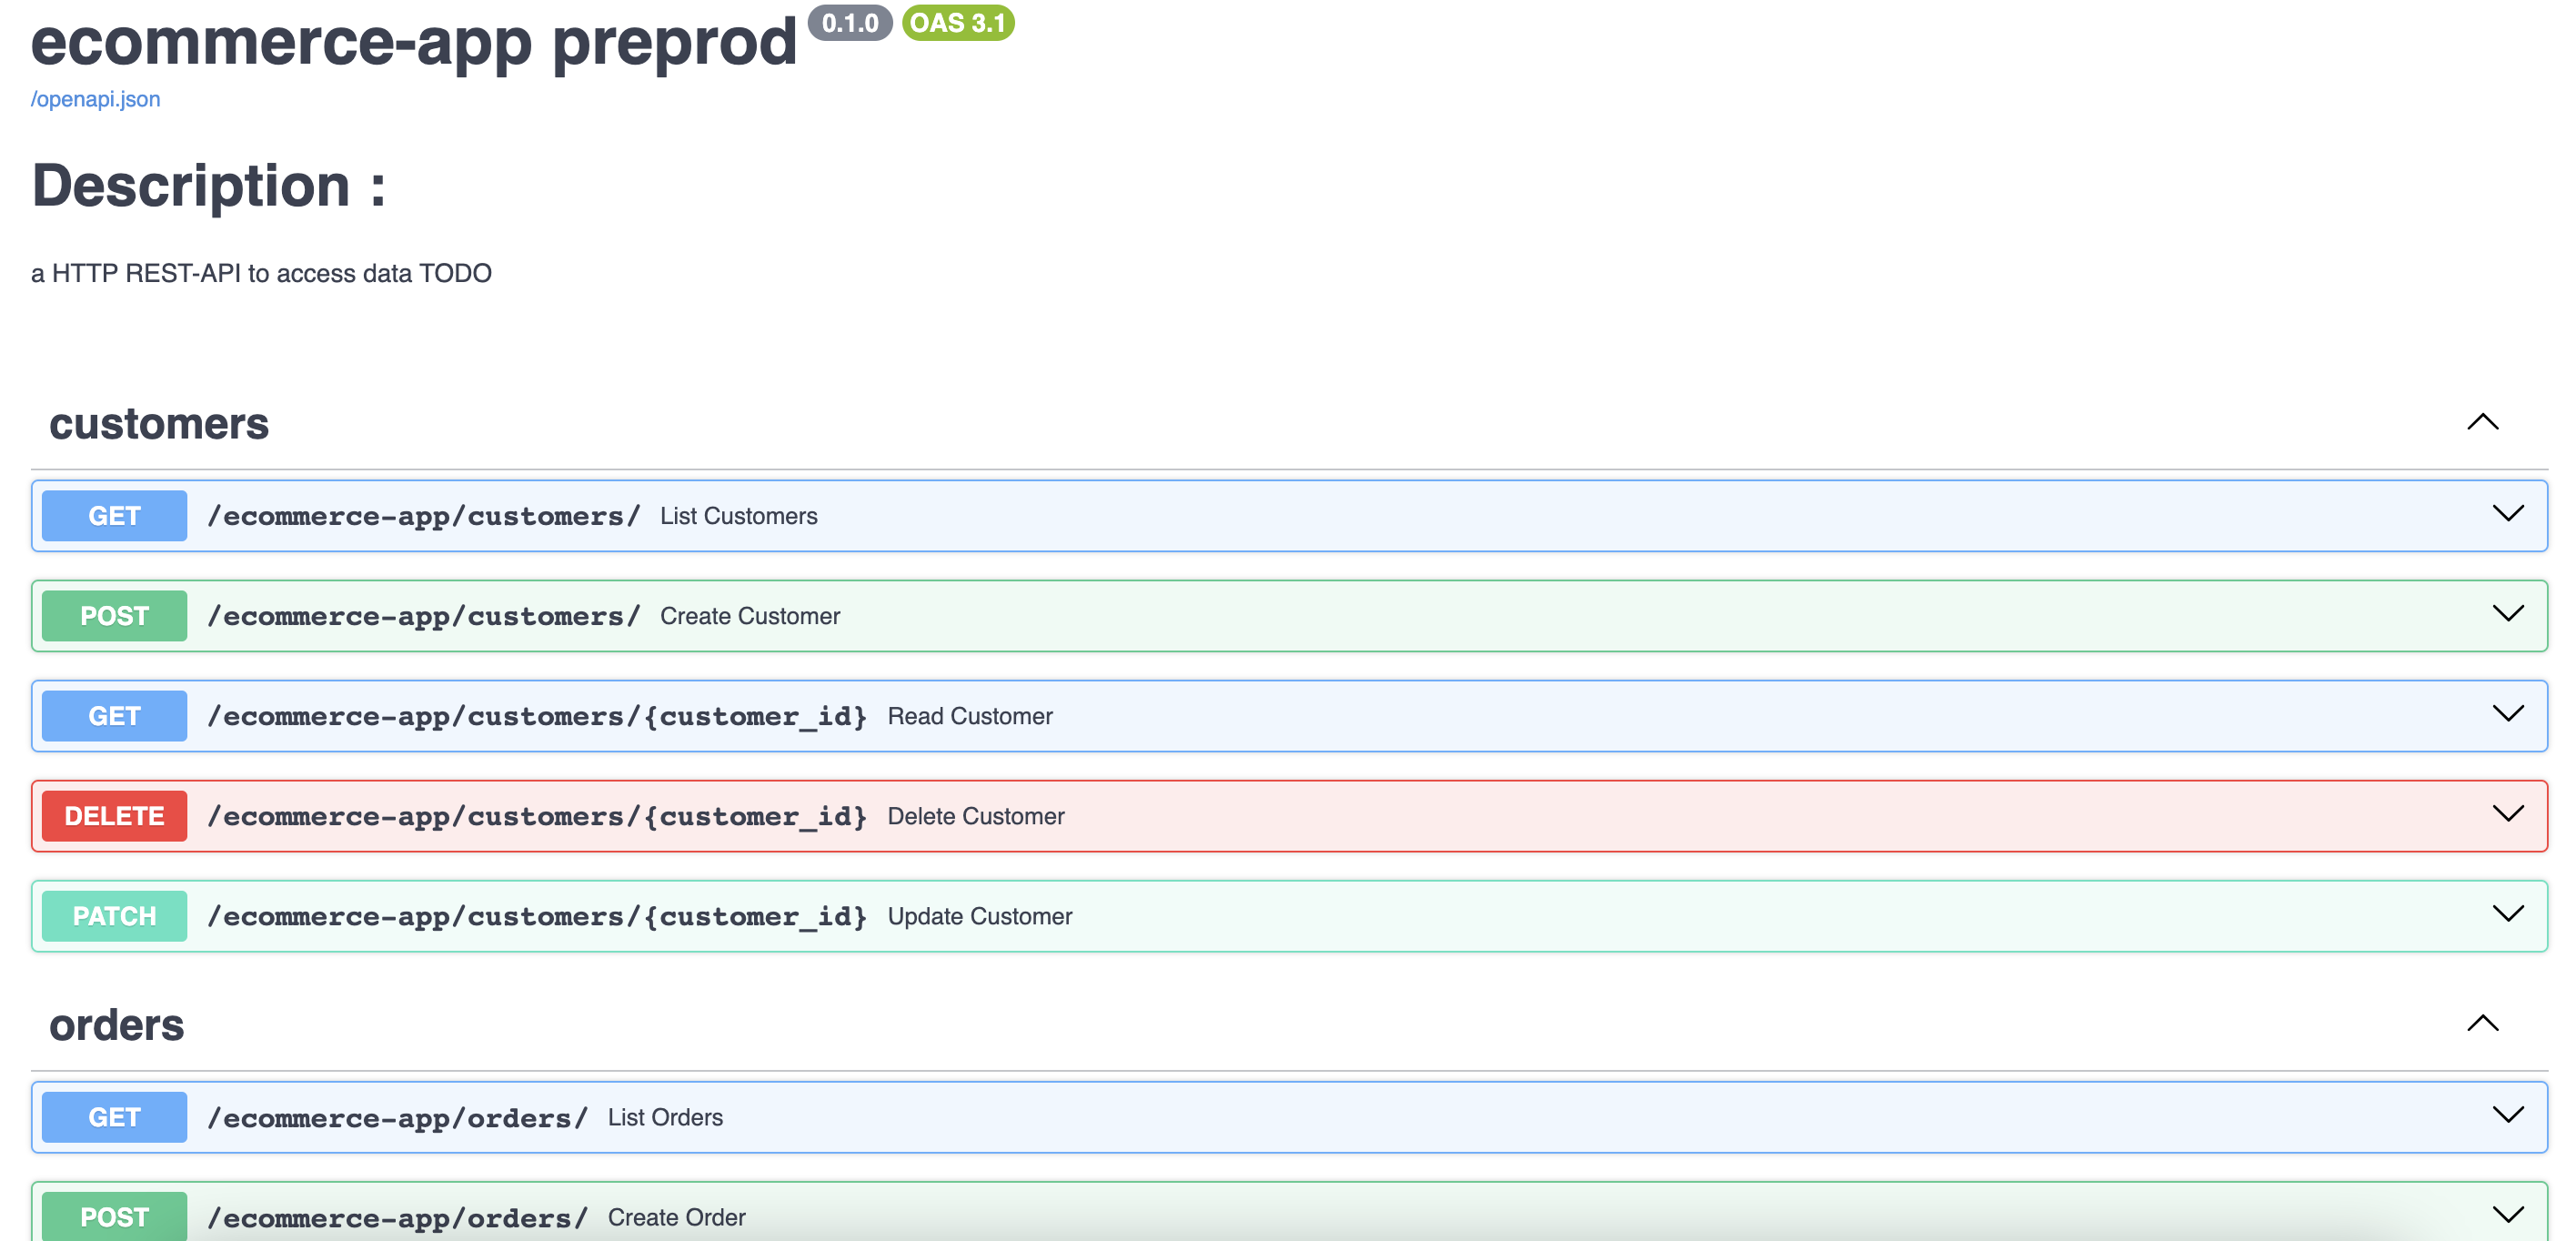 ecommerce-app preprod 0.1.0 OAS 3.1
/openapi.json
Description :
a HTTP REST-API to access data TODO
customers
GET /ecommerce-app/customers/ List Customers
POST /ecommerce-app/customers/ Create Customer
GET /ecommerce-app/customers/{customer_id} Read Customer
DELETE /ecommerce-app/customers/{customer_id} Delete Customer
PATCH /ecommerce-app/customers/{customer_id} Update Customer
orders
GET /ecommerce-app/orders/ List Orders
POST /ecommerce-app/orders/ Create Order